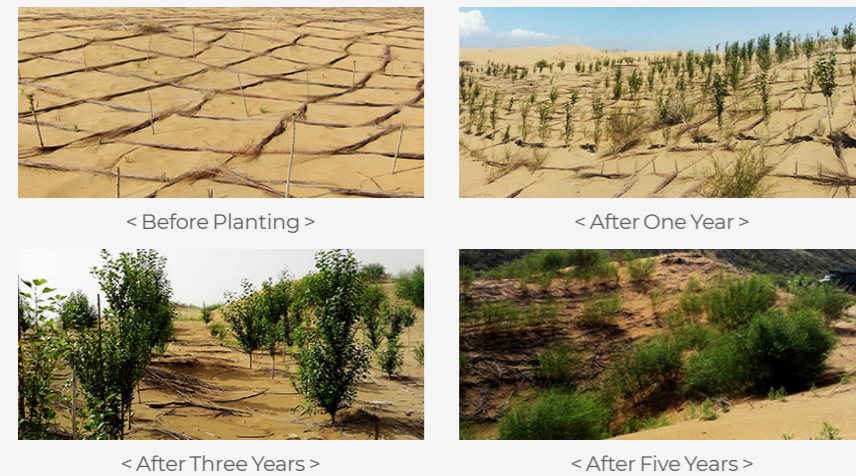 < Before Planting >
< After One Year >
< After Three Years >
< After Five Years >